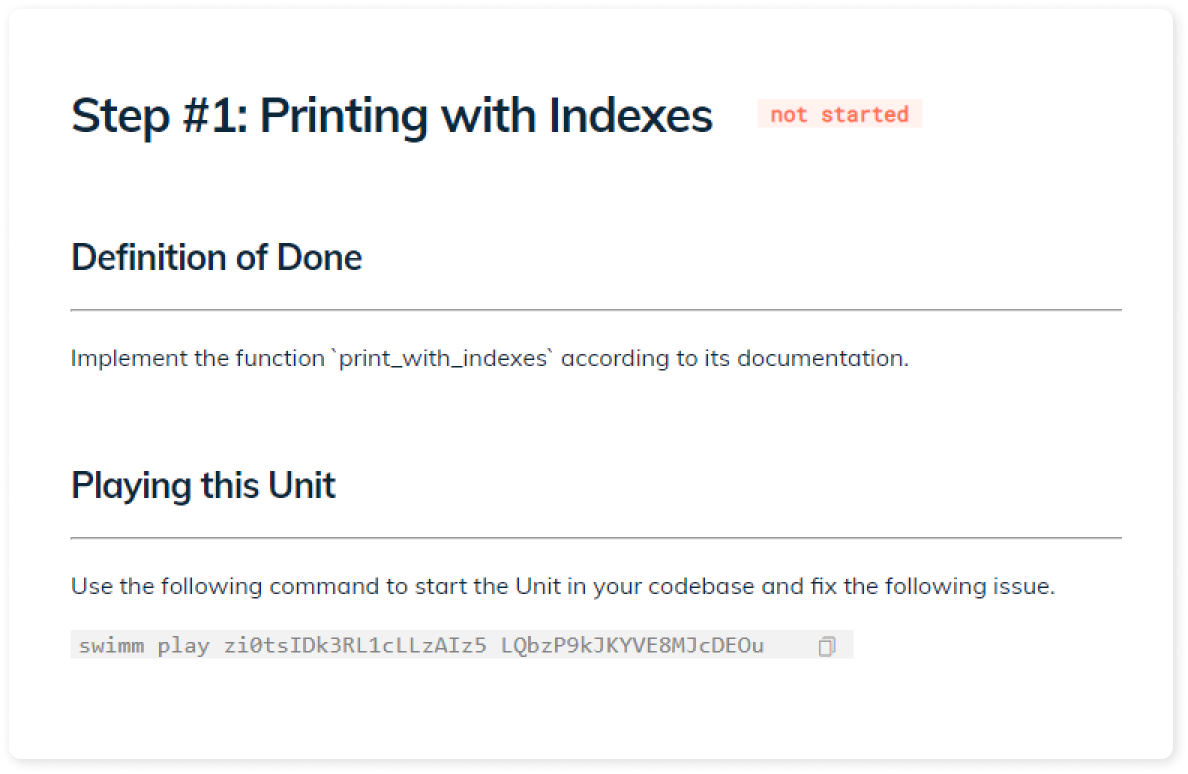 Step #1: Printing with Indexes not started
Definition of Done
Implement the function `print_with_indexes` according to its documentation.
Playing this Unit
Use the following command to start the Unit in your codebase and fix the following issue.
swimm play zi0tsIDk3RL1cLLzAIz5 LQbzP9kJKYVE8MJcDEOu